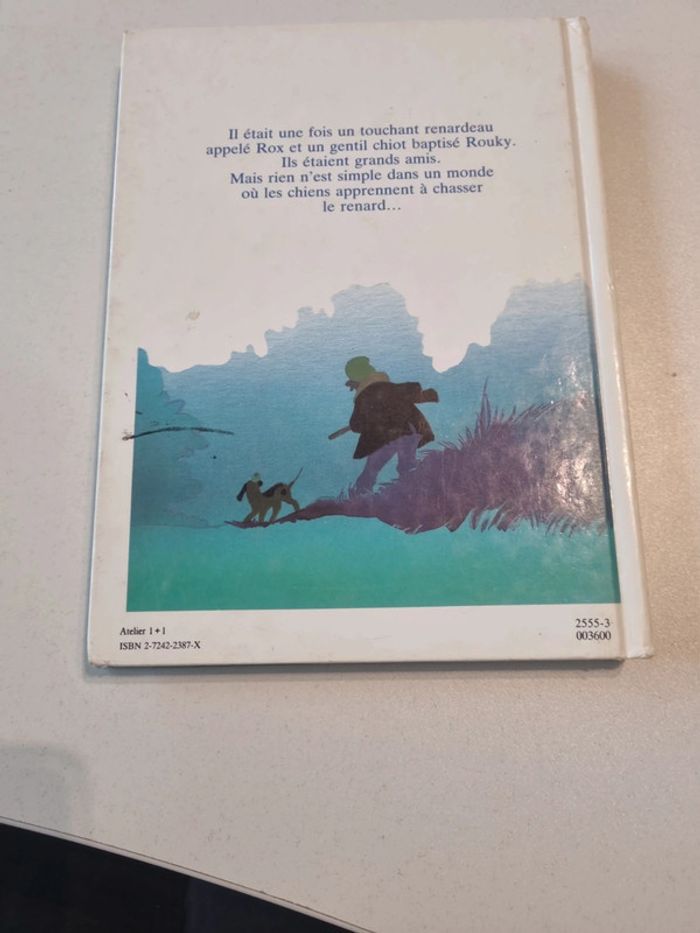 Il était une fois un touchant renardeau
appelé Rox et un gentil chiot baptisé Rouky.
Ils étaient grands amis.
Mais rien n'est simple dans un monde
où les chiens apprennent à chasser
le renard...
Atelier 1 + 1
ISBN 2-7242-2387-X
2555-3
003600